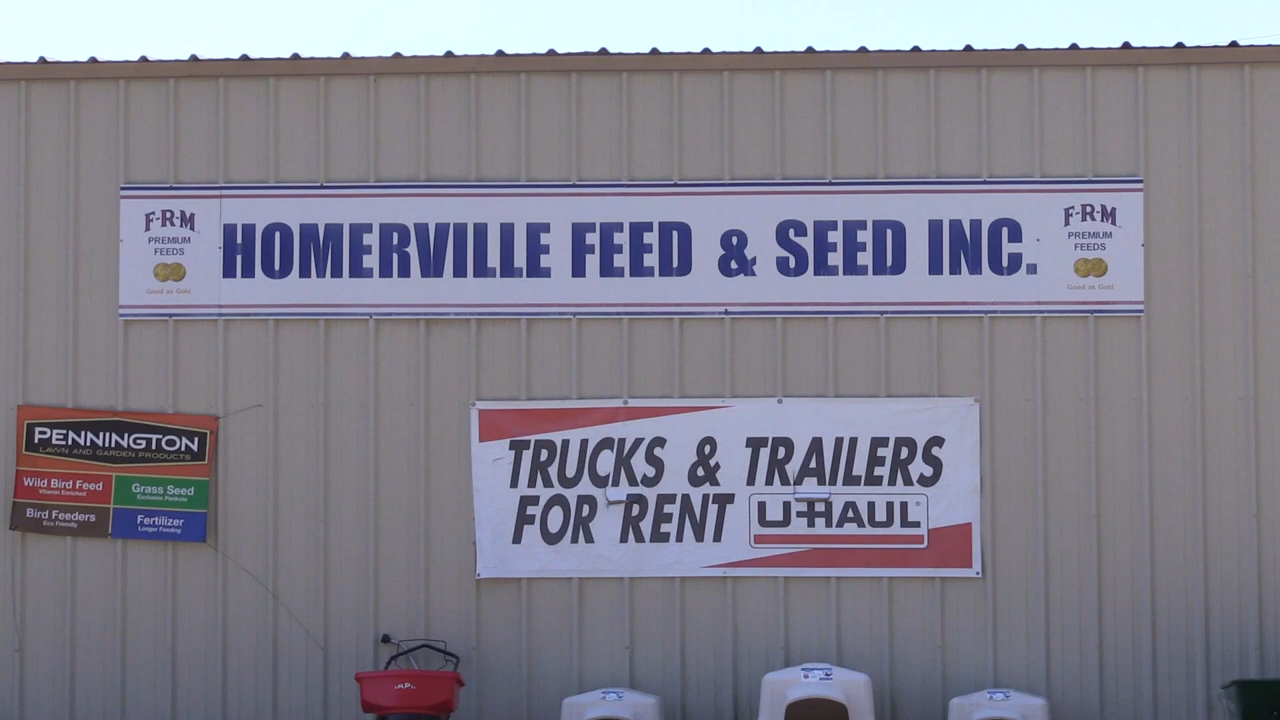 F-R-M
PREMIUM
FEEDS
Good as Gold
HOMERVILLE FEED & SEED INC.
F-R-M
PREMIUM
FEEDS
Good as Gold
PENNINGTON
LAWN AND GARDEN PRODUCTS
Wild Bird Feed
Vitamin Enriched
Grass Seed
Bird Feeders
Eco Friendly
Fertilizer
Longer Feeding
TRUCKS & TRAILERS
FOR RENT U-HAUL